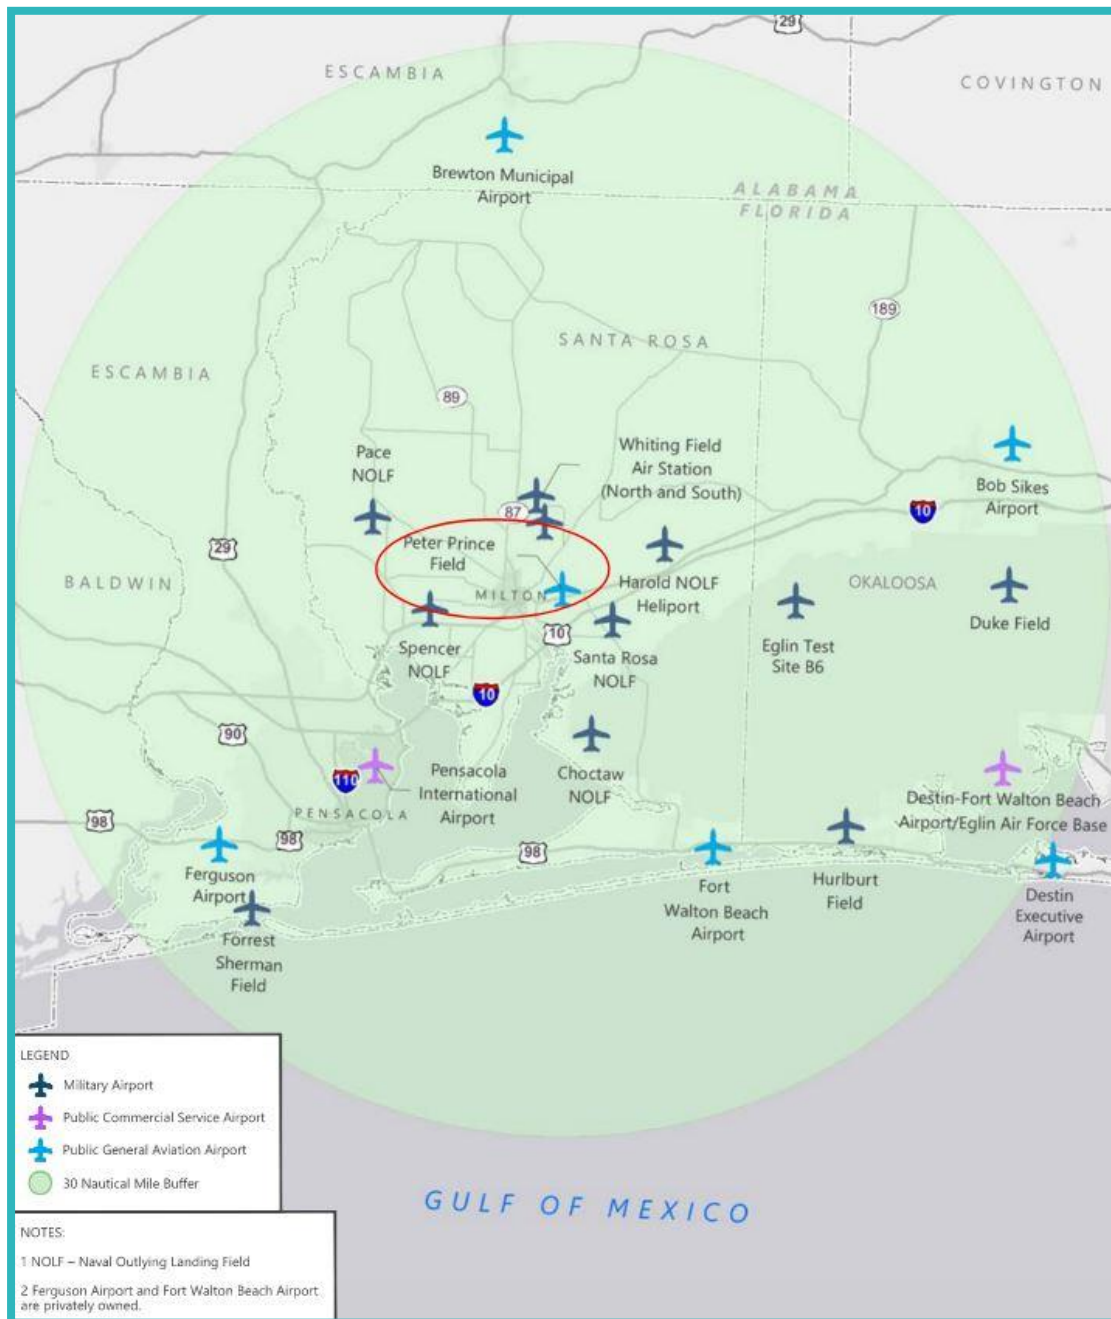 29
ESCAMBIA
COVINGTON
Brewton Municipal
Airport
ALABAMA
FLORIDA
189
SANTA ROSA
ESCAMBIA
89
Pace
NOLF
Whiting Field
Air Station
(North and South)
Bob Sikes
Airport
87
10
29
Peter Prince
Field
BALDWIN
MILTON
Harold NOLF
Heliport
OKALOOSA
Duke Field
Spencer
NOLF
10
Santa Rosa
NOLF
Eglin Test
Site B6
10
90
110
Pensacola
International
Airport
Choctaw
NOLF
PENSACOLA
Destin-Fort Walton Beach
Airport/Eglin Air Force Base
98
98
98
Ferguson
Airport
Fort
Walton Beach
Airport
Hurlburt
Field
Destin
Executive
Airport
Forrest
Sherman
Field
LEGEND
Military Airport
Public Commercial Service Airport
Public General Aviation Airport
30 Nautical Mile Buffer
GULF OF MEXICO
NOTES:
1 NOLF – Naval Outlying Landing Field
2 Ferguson Airport and Fort Walton Beach Airport
are privately owned.